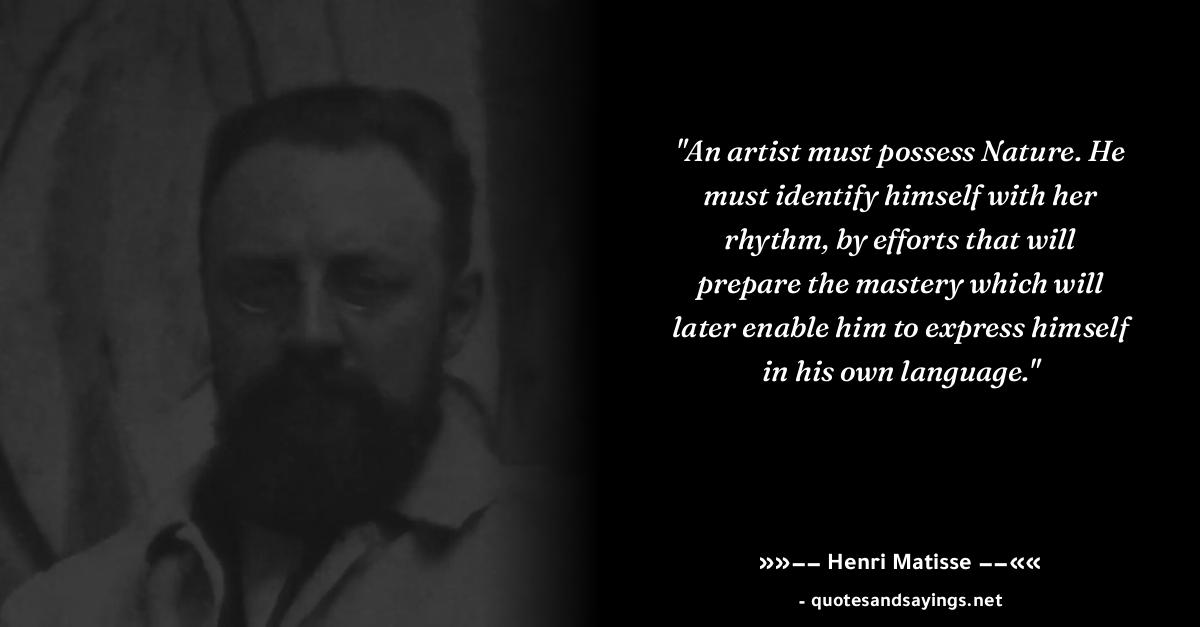 "An artist must possess Nature. He
must identify himself with her
rhythm, by efforts that will
prepare the mastery which will
later enable him to express himself
in his own language."
»»–– Henri Matisse ––««
- quotesandsayings.net